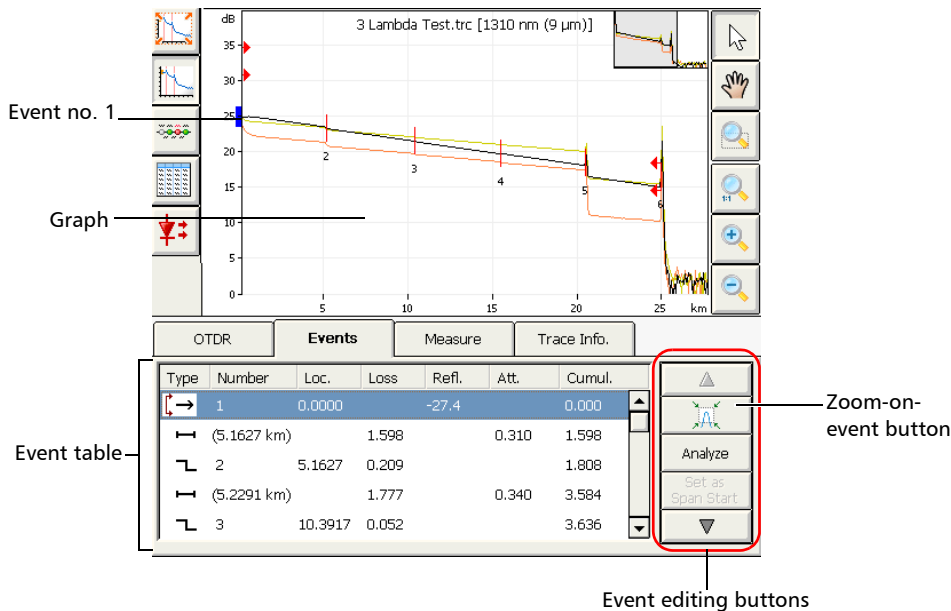 dB
3 Lambda Test.trc [1310 nm (9 µm)]
35
30
25
20
15
10
5
0
5
10
15
20
25
km
2
3
4
5
6
1:1
Event no. 1
Graph
OTDR
Events
Measure
Trace Info.
Type Number Loc. Loss Refl. Att. Cumul.
1 0.0000 -27.4 0.000
(5.1627 km) 1.598 0.310 1.598
2 5.1627 0.209 1.808
(5.2291 km) 1.777 0.340 3.584
3 10.3917 0.052 3.636
Analyze
Set as
Span Start
Event table
Zoom-on-
event button
Event editing buttons